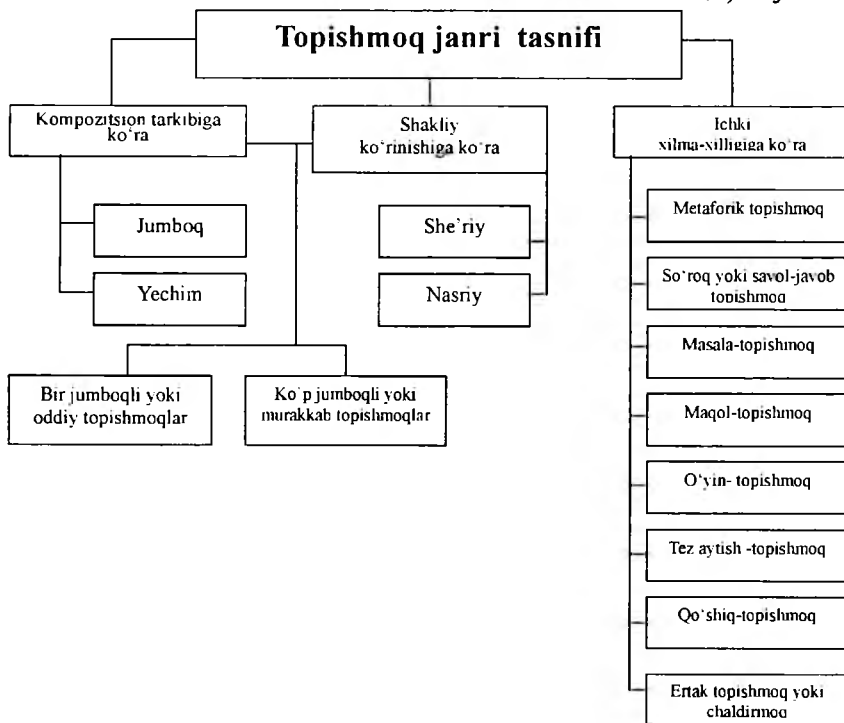 Topishmoq janri tasnifi
Kompozitsion tarkibiga
ko‘ra
Jumboq
Yechim
Bir jumboqli yoki
oddiy topishmoqlar
Ko‘p jumboqli yoki
murakkab topishmoqlar
Shakliy
ko‘rinishiga ko‘ra
She’riy
Nasriy
Ichki
xilma-xilligiga ko‘ra
Metaforik topishmoq
So‘roq yoki savol-javob
topishmoq
Masala-topishmoq
Maqol-topishmoq
O‘yin- topishmoq
Tez aytish -topishmoq
Qo‘shiq-topishmoq
Ertak topishmoq yoki
chaldirmoq